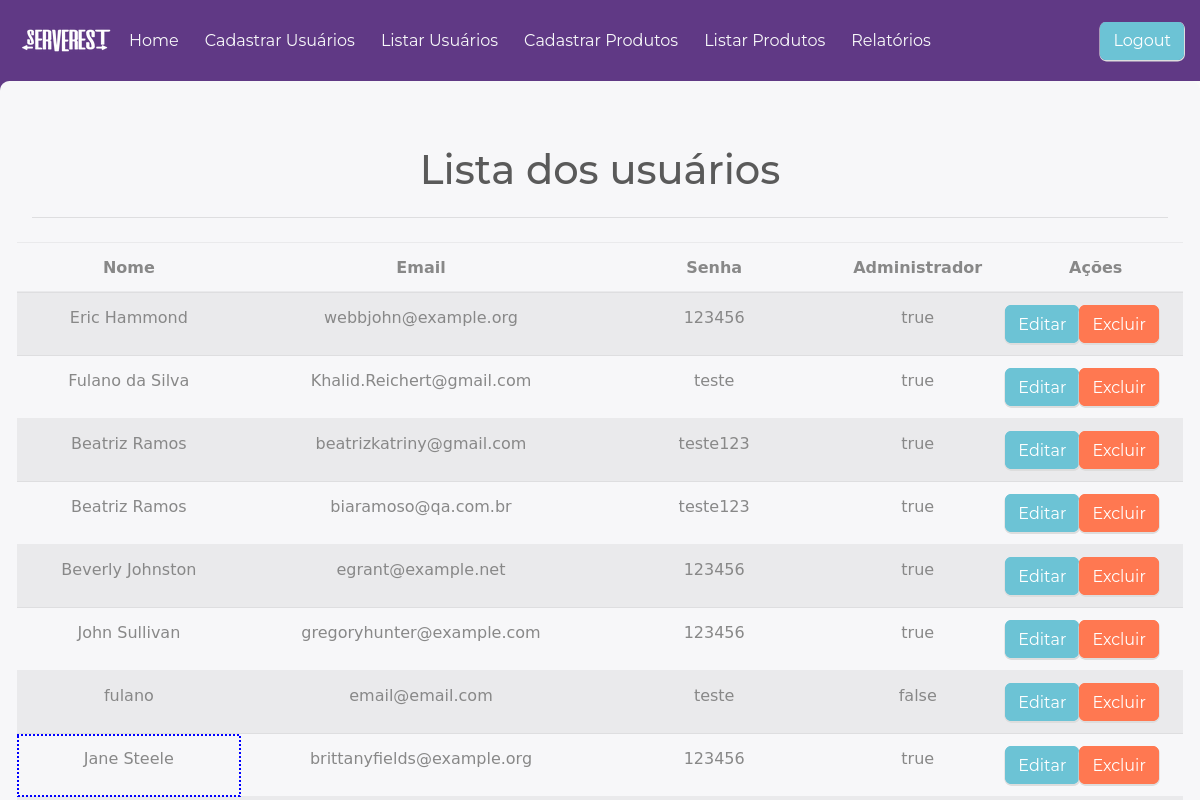 SERVEREST Home Cadastrar Usuários Listar Usuários Cadastrar Produtos Listar Produtos Relatórios Logout
Lista dos usuários
Nome Email Senha Administrador Ações
Eric Hammond webbjohn@example.org 123456 true Editar Excluir
Fulano da Silva Khalid.Reichert@gmail.com teste true Editar Excluir
Beatriz Ramos beatrizkatriny@gmail.com teste123 true Editar Excluir
Beatriz Ramos biaramoso@qa.com.br teste123 true Editar Excluir
Beverly Johnston egrant@example.net 123456 true Editar Excluir
John Sullivan gregoryhunter@example.com 123456 true Editar Excluir
fulano email@email.com teste false Editar Excluir
Jane Steele brittanyfields@example.org 123456 true Editar Excluir